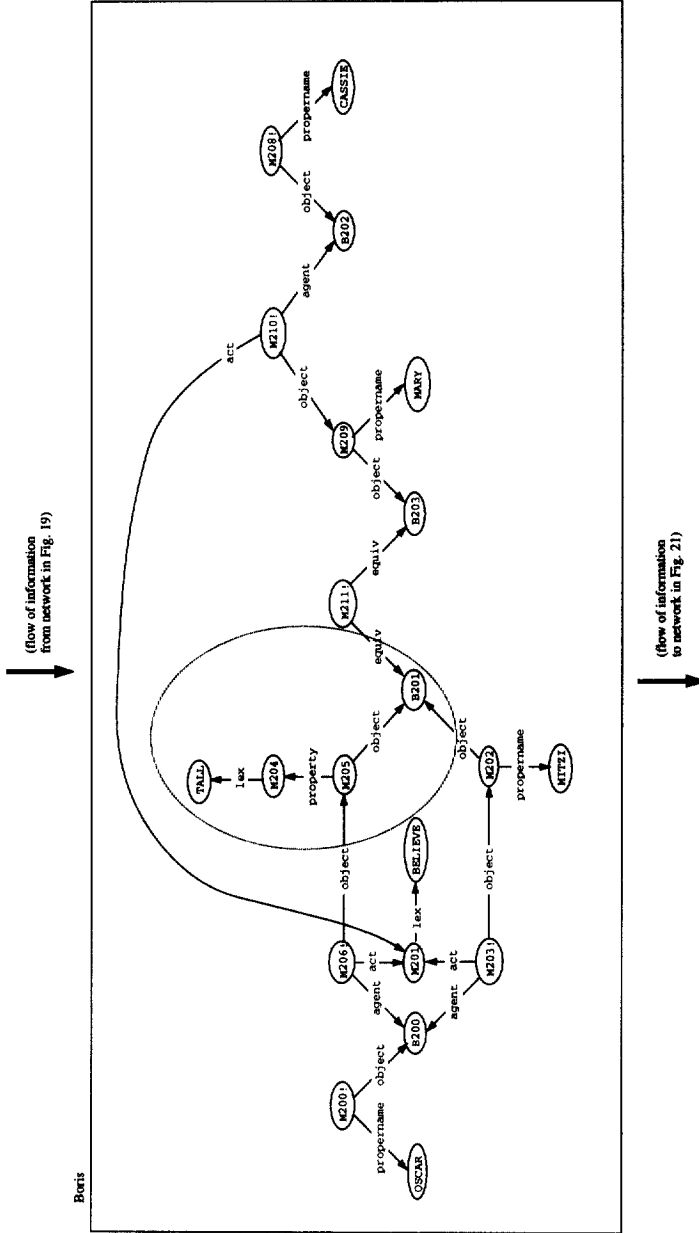 (flow of information
from network in Fig. 19)
Boris
M200!
propername
OSCAR
object
B200
agent
M206!
act
agent
M203!
act
M201
lex
BELIEVE
object
M205
property
M204
lex
TALL
object
B201
object
M202
propername
MITZI
object
equiv
M211!
equiv
B203
object
M209
propername
MARY
object
M210!
act
agent
B202
object
M208!
propername
CASSIE
(flow of information
to network in Fig. 21)